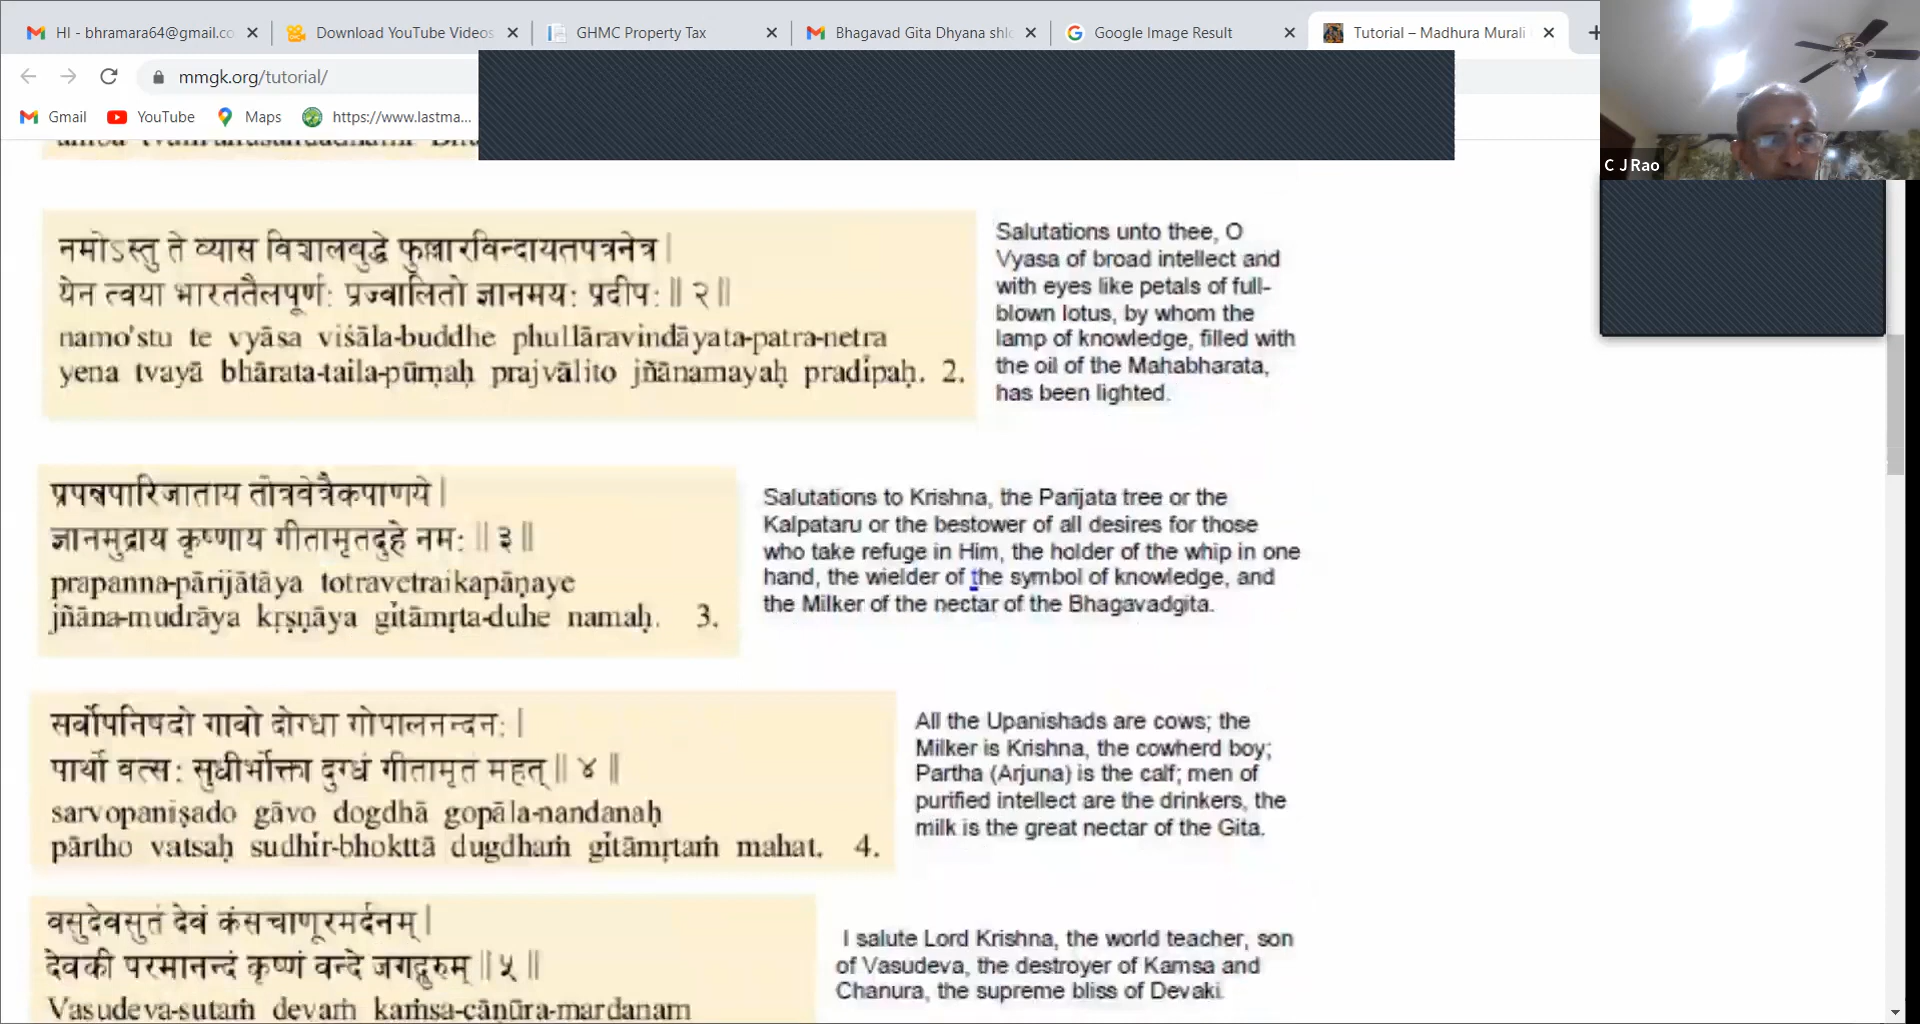 HI - bhramara64@gmail.co
Download YouTube Videos
GHMC Property Tax
Bhagavad Gita Dhyana shlo
Google Image Result
Tutorial – Madhura Murali
mmgk.org/tutorial/
Gmail
YouTube
Maps
https://www.lastma...
C J Rao
नमोऽस्तु ते व्यास विशालबुद्धे फुल्लारविन्दायतपत्रनेत्र |
येन त्वया भारततैलपूर्णः प्रज्वालितो ज्ञानमयः प्रदीपः || २ ||
namo'stu te vyāsa viśāla-buddhe phullāravindāyata-patra-netra
yena tvayā bhārata-taila-pūrṇaḥ prajvālito jñānamayaḥ pradīpaḥ. 2.
Salutations unto thee, O
Vyasa of broad intellect and
with eyes like petals of full-
blown lotus, by whom the
lamp of knowledge, filled with
the oil of the Mahabharata,
has been lighted.
प्रपन्नपारिजाताय तोत्रवेत्रैकपाणये |
ज्ञानमुद्राय कृष्णाय गीतामृतदुहे नमः || ३ ||
prapanna-pārijātāya totravetraikapāṇaye
jñāna-mudrāya kṛṣṇāya gītāmṛta-duhe namaḥ. 3.
Salutations to Krishna, the Parijata tree or the
Kalpataru or the bestower of all desires for those
who take refuge in Him, the holder of the whip in one
hand, the wielder of the symbol of knowledge, and
the Milker of the nectar of the Bhagavadgita.
सर्वोपनिषदो गावो दोग्धा गोपालनन्दनः |
पार्थो वत्सः सुधीर्भोक्ता दुग्धं गीतामृतं महत् || ४ ||
sarvopaniṣado gāvo dogdhā gopāla-nandanaḥ
pārtho vatsaḥ sudhīr-bhokttā dugdhaṁ gītāmṛtaṁ mahat. 4.
All the Upanishads are cows; the
Milker is Krishna, the cowherd boy;
Partha (Arjuna) is the calf; men of
purified intellect are the drinkers, the
milk is the great nectar of the Gita.
वसुदेवसुतं देवं कंसचाणूरमर्दनम् |
देवकी परमानन्दं कृष्णं वन्दे जगद्गुरुम् || ५ ||
Vasudeva-sutaṁ devaṁ kaṁsa-cāṇūra-mardanam
I salute Lord Krishna, the world teacher, son
of Vasudeva, the destroyer of Kamsa and
Chanura, the supreme bliss of Devaki.